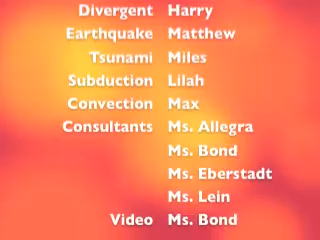 Divergent Harry
Earthquake Matthew
Tsunami Miles
Subduction Lilah
Convection Max
Consultants Ms. Allegra
Ms. Bond
Ms. Eberstadt
Ms. Lein
Video Ms. Bond